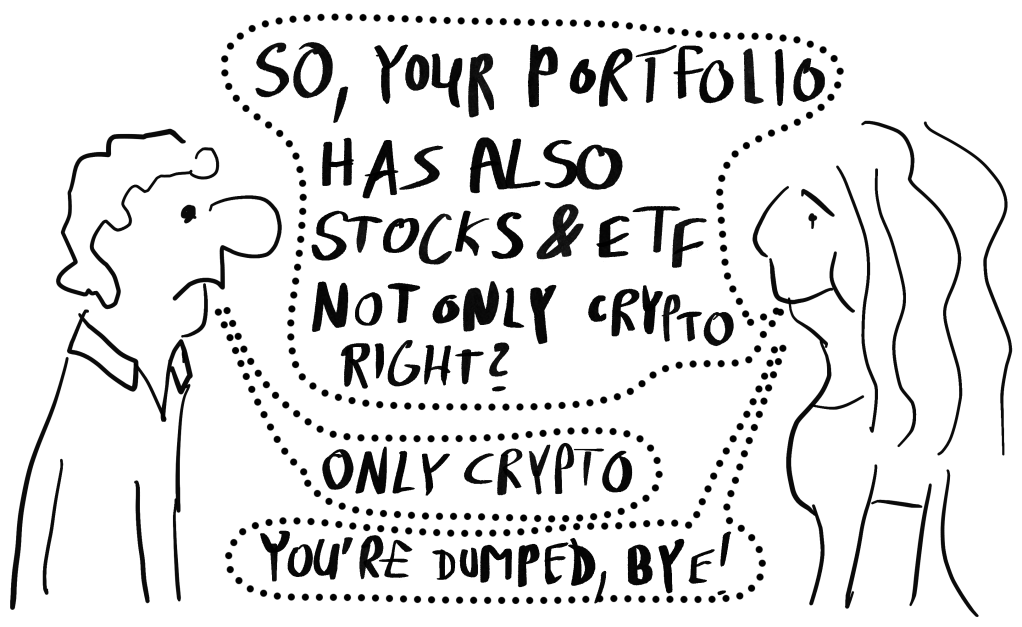 SO, YOUR PORTFOLIO
HAS ALSO
STOCKS & ETF
NOT ONLY CRYPTO
RIGHT?
ONLY CRYPTO
YOU'RE DUMPED, BYE!